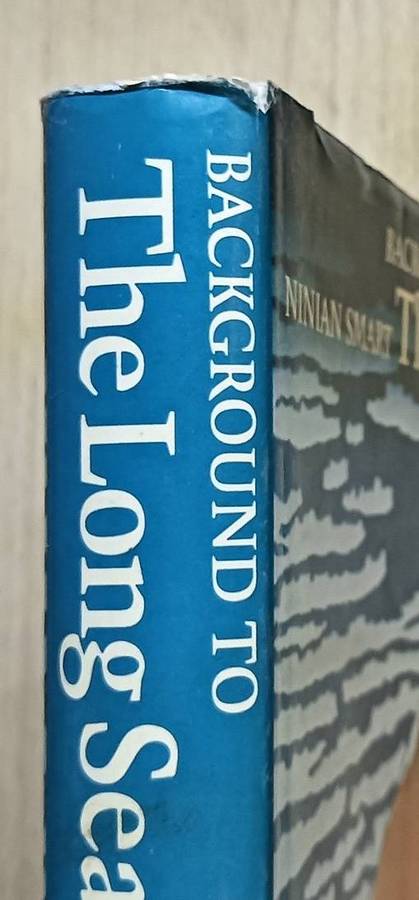 BACKGROUND TO
The Long Sea
NINIAN SMART